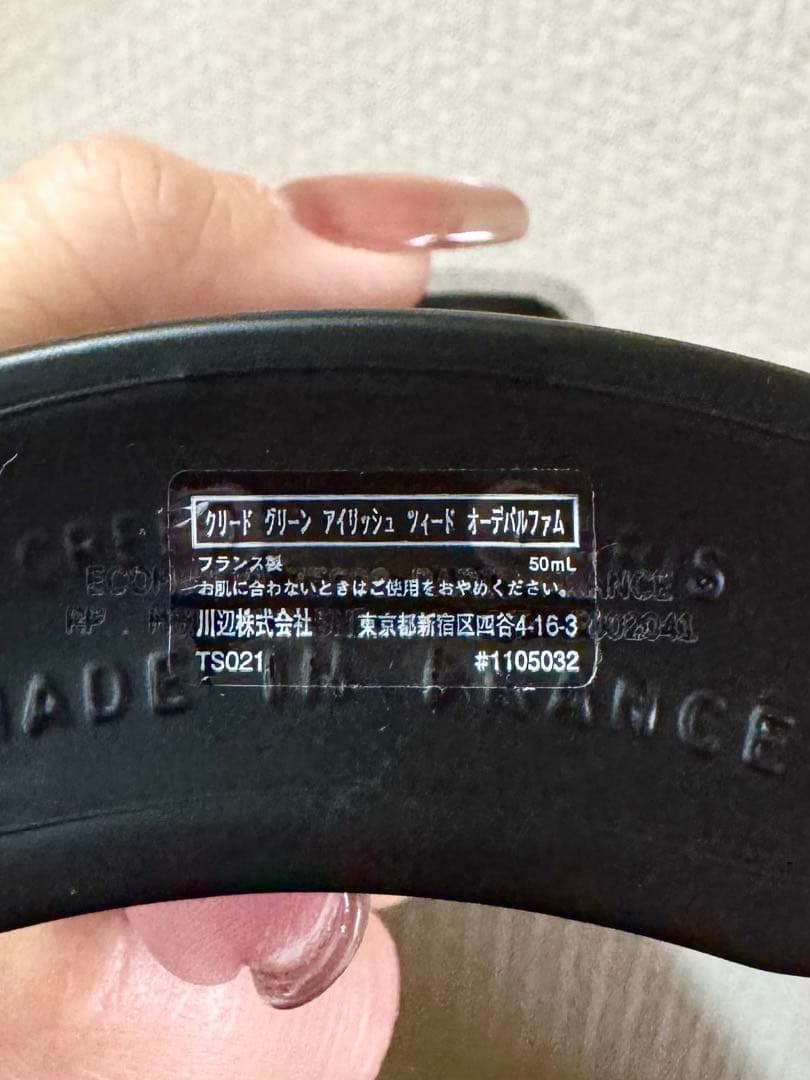 クリード グリーン アイリッシュ ツィード オーデパルファム
フランス製 50mL
お肌に合わないときはご使用をおやめください。
川辺株式会社 東京都新宿区四谷4-16-3
TS021 #1105032
MADE IN FRANCE